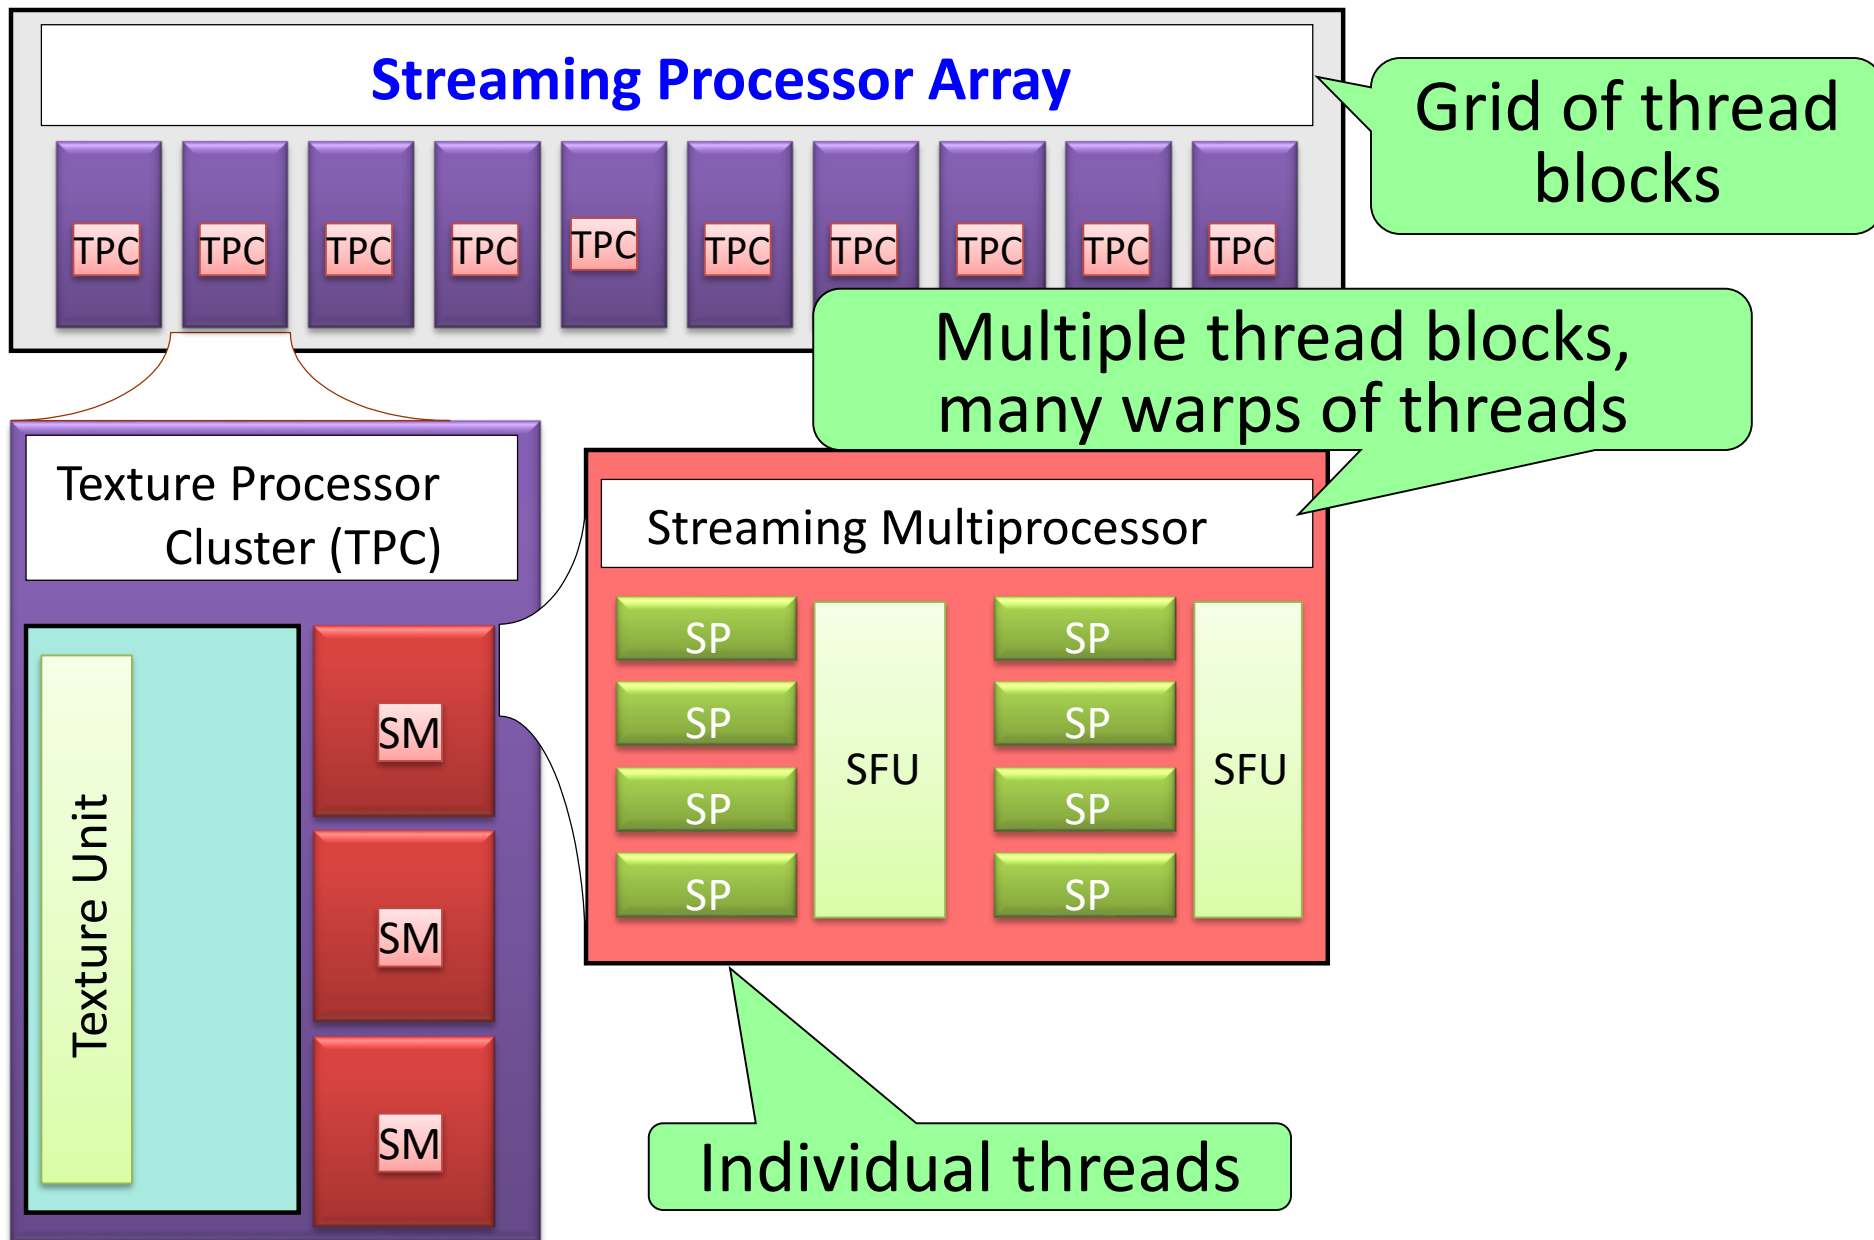 Streaming Processor Array
Grid of thread
blocks
TPC
TPC
TPC
TPC
TPC
TPC
TPC
TPC
TPC
TPC
Multiple thread blocks,
many warps of threads
Texture Processor
Cluster (TPC)
Texture Unit
SM
SM
SM
Streaming Multiprocessor
SP
SP
SP
SP
SFU
SP
SP
SP
SP
SFU
Individual threads